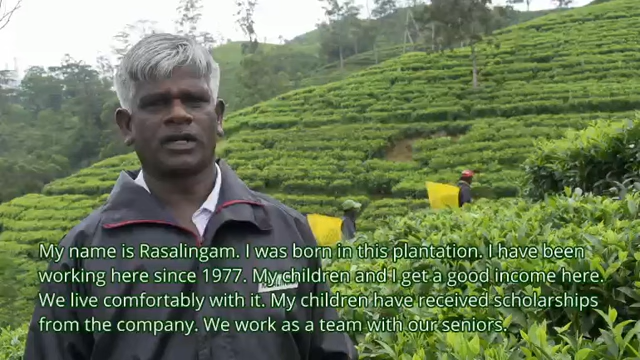 My name is Rasalingam. I was born in this plantation. I have been
working here since 1977. My children and I get a good income here.
We live comfortably with it. My children have received scholarships
from the company. We work as a team with our seniors.